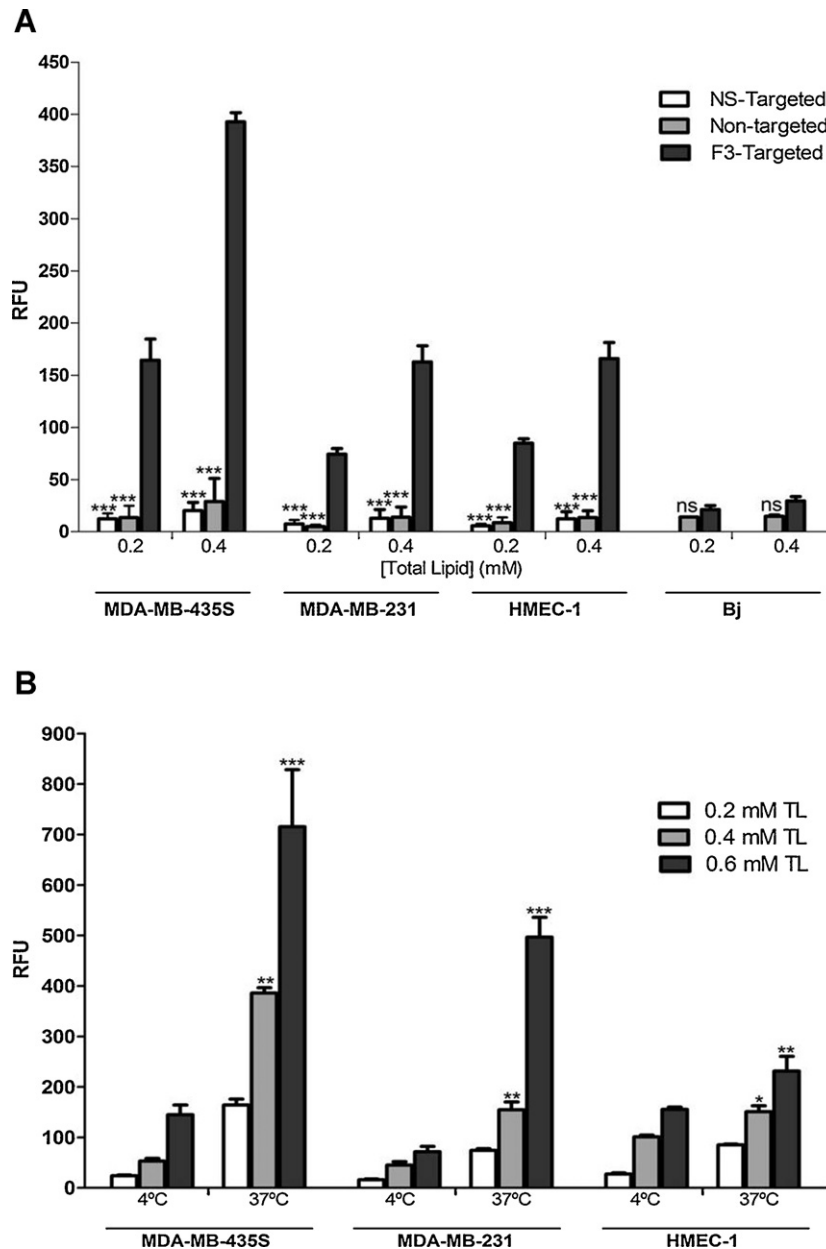 A
450
400
350
300
250
200
150
100
50
0
RFU
NS-Targeted
Non-targeted
F3-Targeted
*** *** *** *** *** *** *** *** *** *** *** *** ns ns
0.2 0.4 0.2 0.4 0.2 0.4 0.2 0.4
[Total Lipid] (mM)
MDA-MB-435S MDA-MB-231 HMEC-1 Bj
B
900
800
700
600
500
400
300
200
100
0
RFU
0.2 mM TL
0.4 mM TL
0.6 mM TL
** *** ** *** * **
4ºC 37ºC 4ºC 37ºC 4ºC 37ºC
MDA-MB-435S MDA-MB-231 HMEC-1